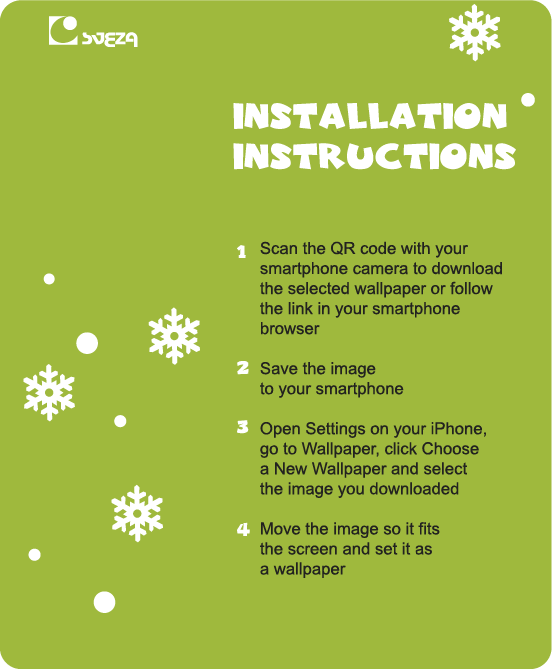 SVEZA
INSTALLATION
INSTRUCTIONS
1 Scan the QR code with your
smartphone camera to download
the selected wallpaper or follow
the link in your smartphone
browser
2 Save the image
to your smartphone
3 Open Settings on your iPhone,
go to Wallpaper, click Choose
a New Wallpaper and select
the image you downloaded
4 Move the image so it fits
the screen and set it as
a wallpaper